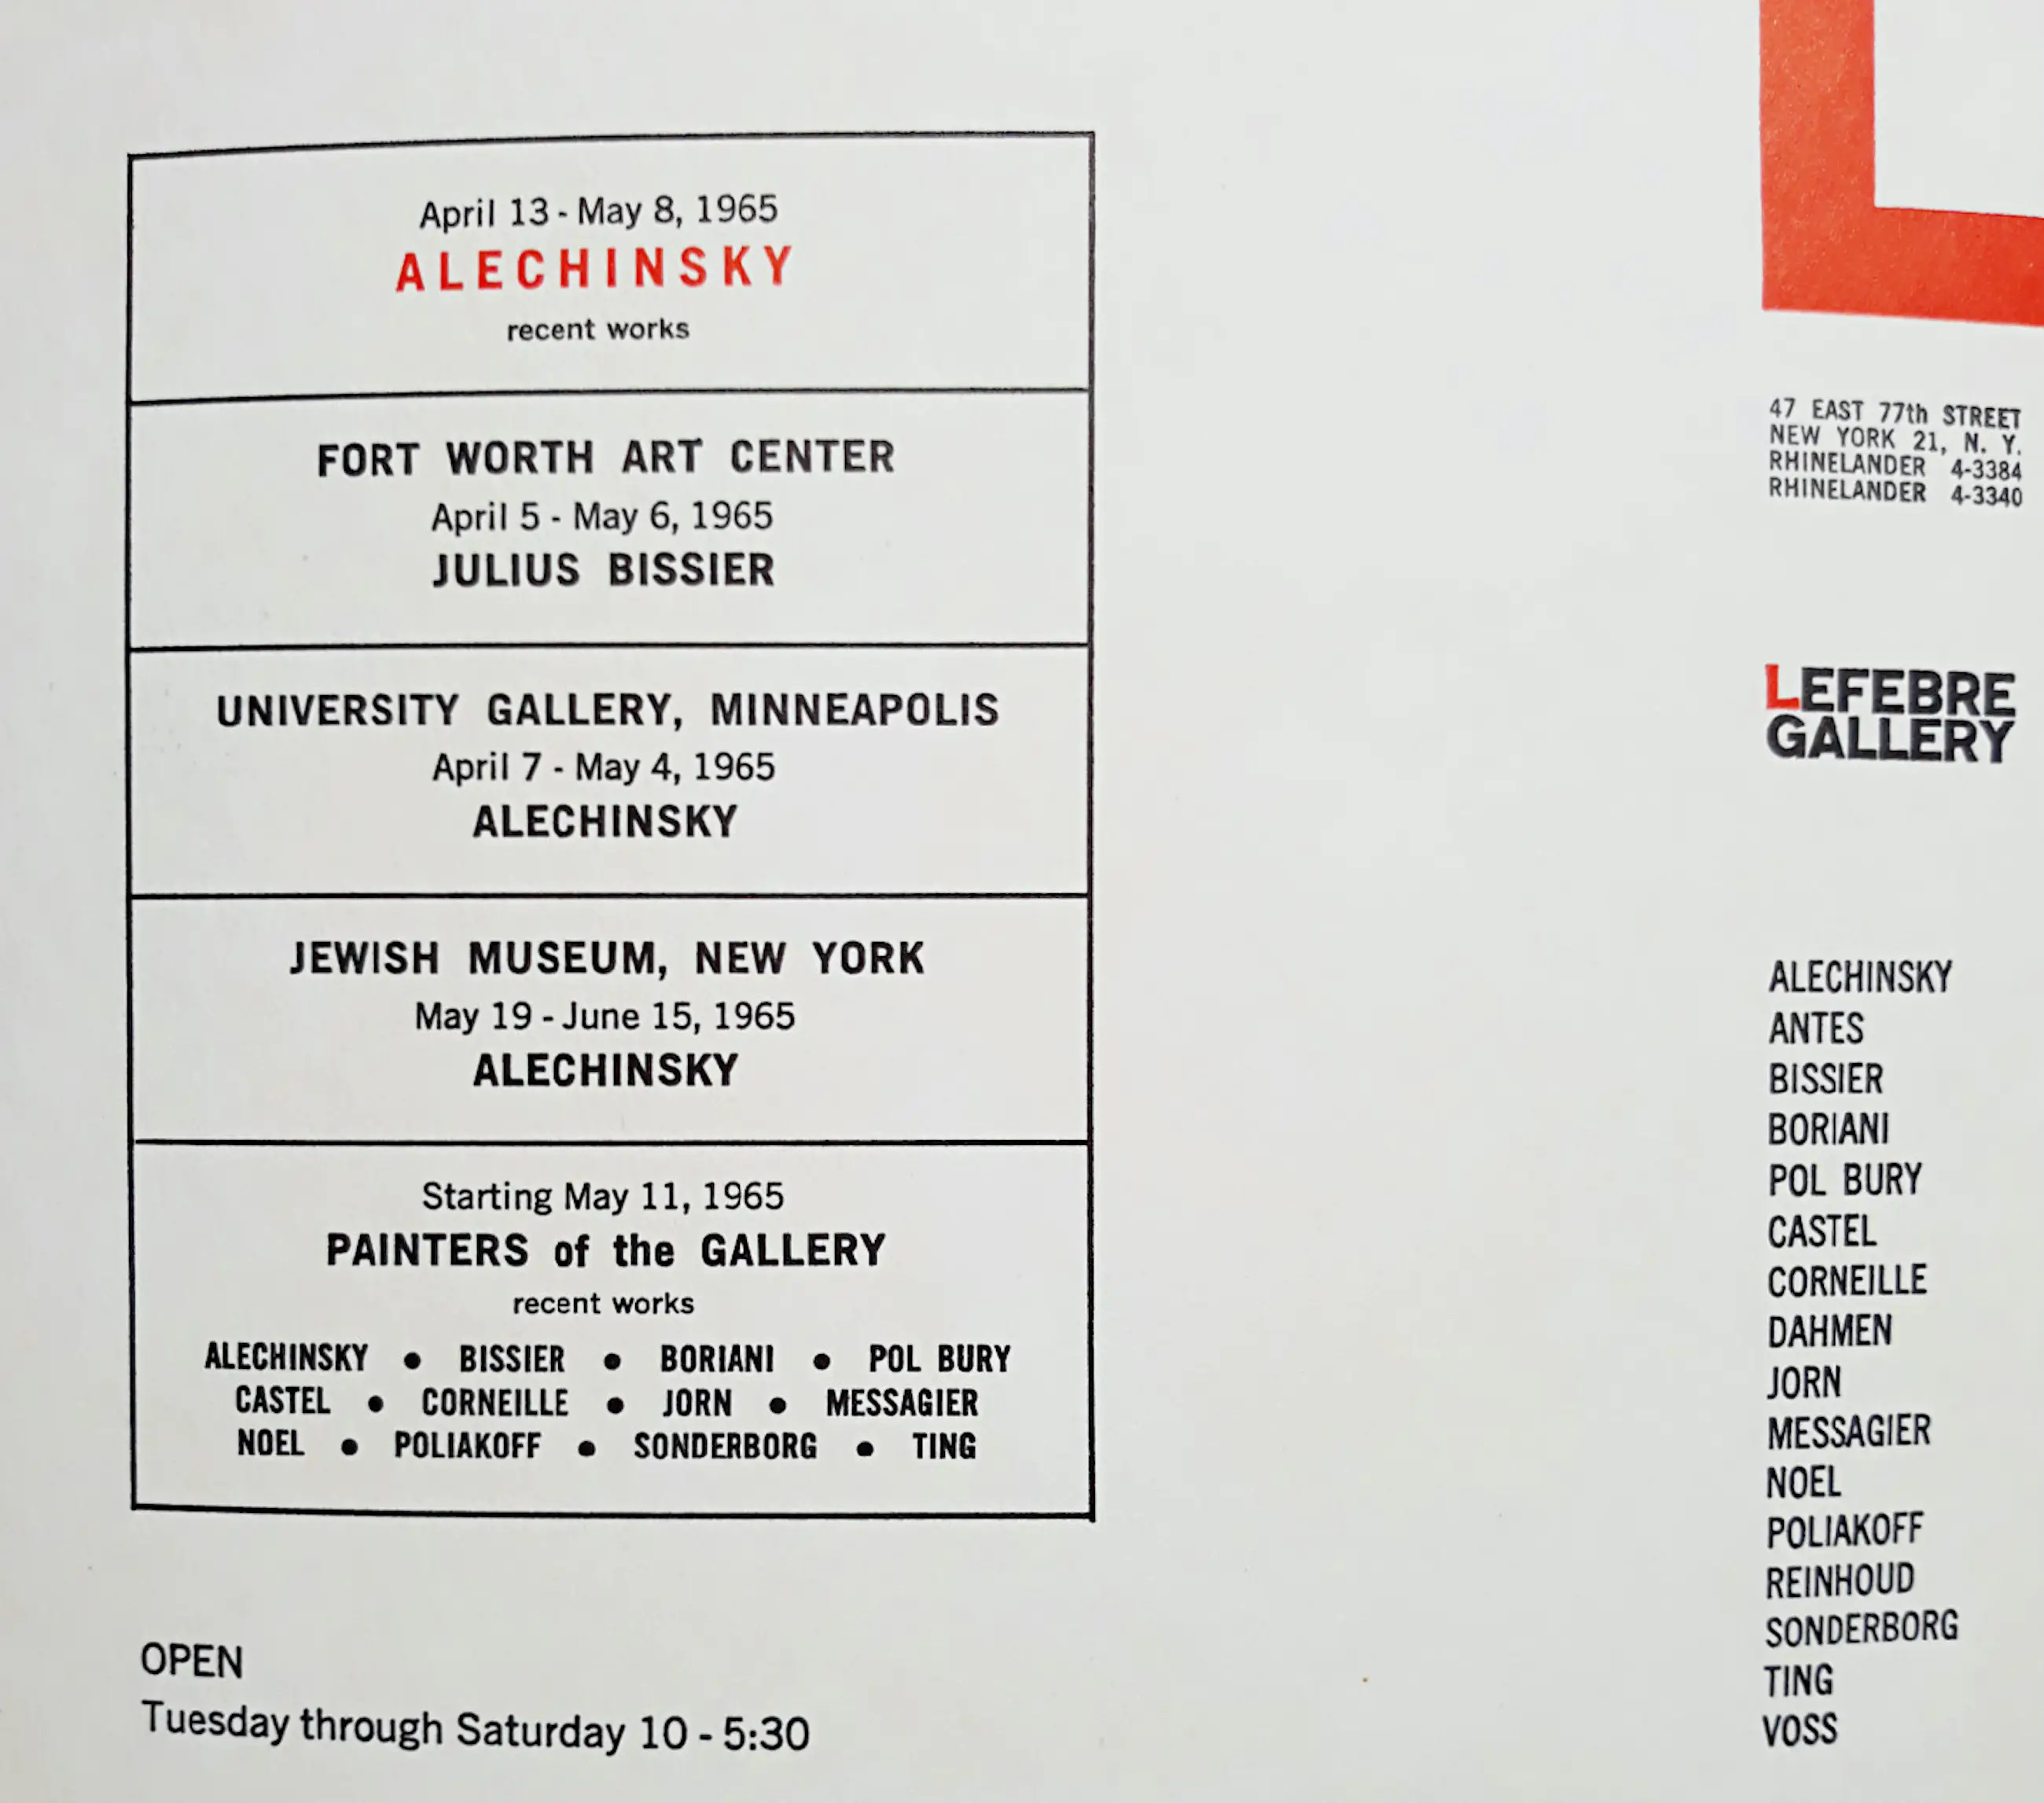 April 13 - May 8, 1965
ALECHINSKY
recent works
FORT WORTH ART CENTER
April 5 - May 6, 1965
JULIUS BISSIER
UNIVERSITY GALLERY, MINNEAPOLIS
April 7 - May 4, 1965
ALECHINSKY
JEWISH MUSEUM, NEW YORK
May 19 - June 15, 1965
ALECHINSKY
Starting May 11, 1965
PAINTERS of the GALLERY
recent works
ALECHINSKY ● BISSIER ● BORIANI ● POL BURY
CASTEL ● CORNEILLE ● JORN ● MESSAGIER
NOEL ● POLIAKOFF ● SONDERBORG ● TING
OPEN
Tuesday through Saturday 10 - 5:30
47 EAST 77th STREET
NEW YORK 21, N. Y.
RHINELANDER 4-3384
RHINELANDER 4-3340
LEFEBRE
GALLERY
ALECHINSKY
ANTES
BISSIER
BORIANI
POL BURY
CASTEL
CORNEILLE
DAHMEN
JORN
MESSAGIER
NOEL
POLIAKOFF
REINHOUD
SONDERBORG
TING
VOSS